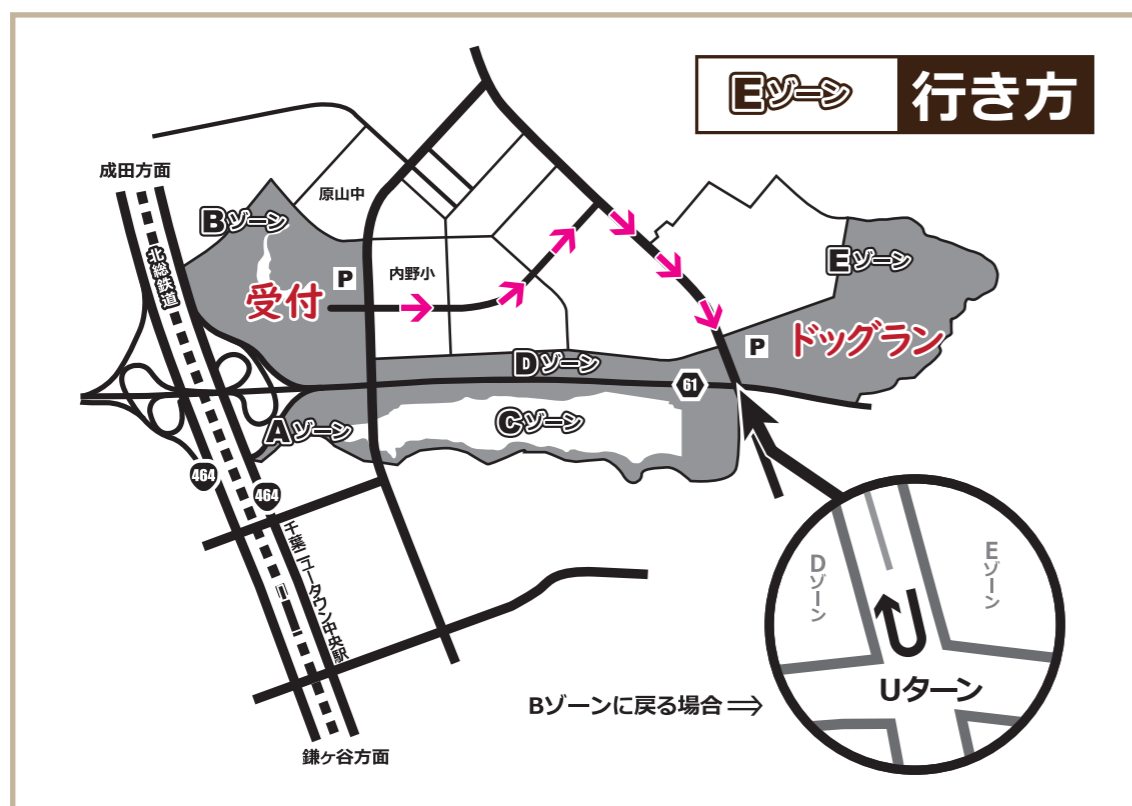 Eゾーン 行き方
成田方面
原山中
Bゾーン
北総鉄道
Eゾーン
P 内野小
受付
P ドッグラン
Dゾーン
61
Aゾーン
Cゾーン
464
464
千葉ニュータウン中央駅
Dゾーン
Eゾーン
Uターン
Bゾーンに戻る場合⇒
鎌ヶ谷方面